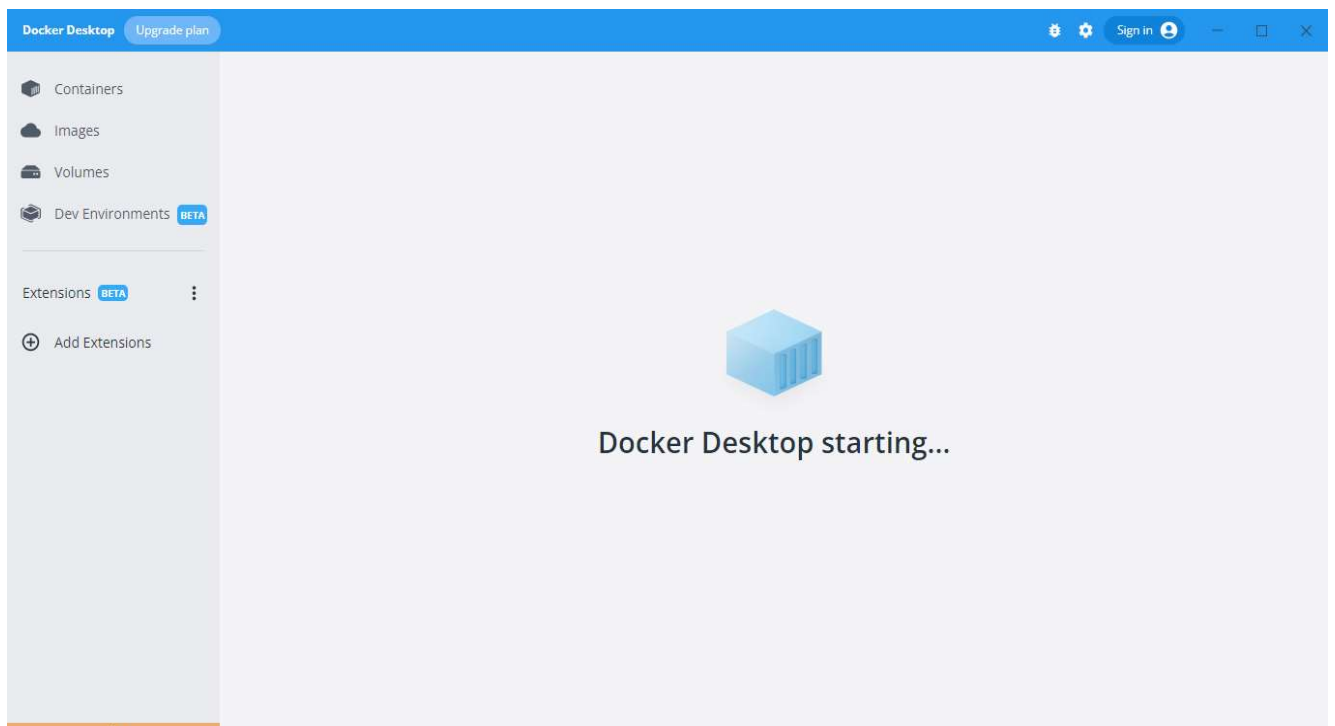 Docker Desktop Upgrade plan Sign in
Containers
Images
Volumes
Dev Environments BETA
Extensions BETA
Add Extensions
Docker Desktop starting...